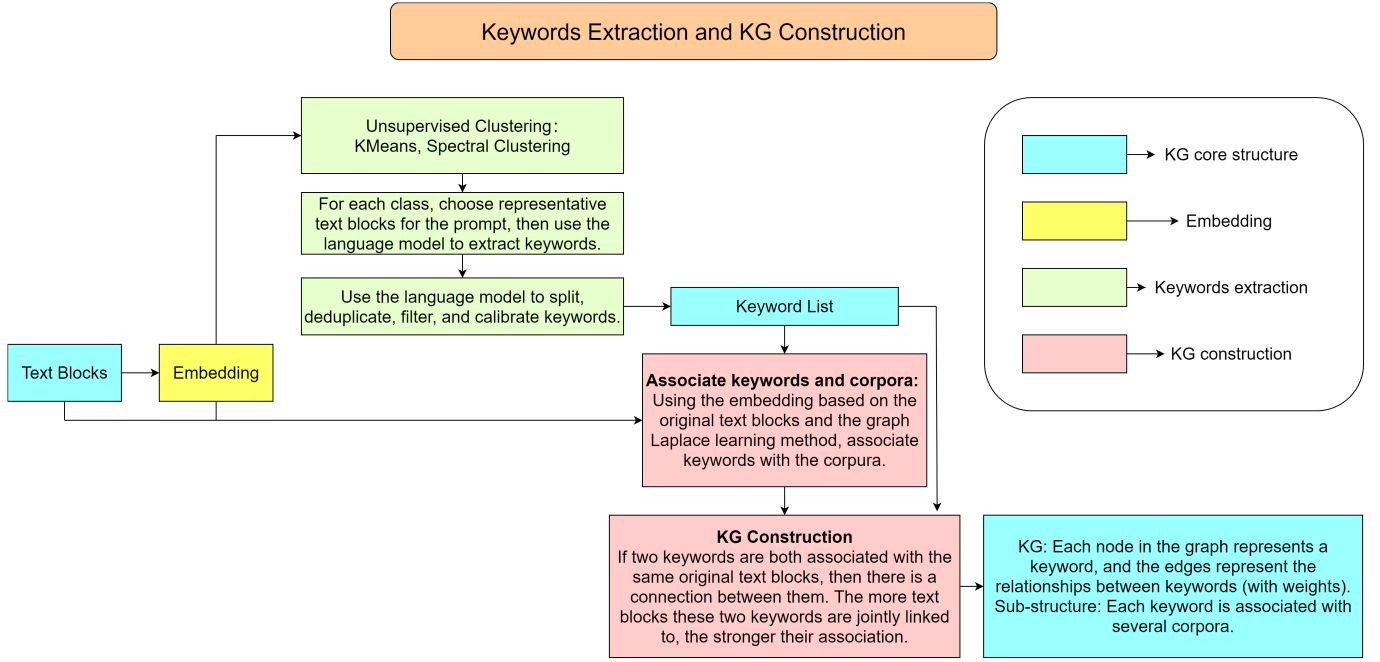 Keywords Extraction and KG Construction
Unsupervised Clustering:
KMeans, Spectral Clustering
For each class, choose representative
text blocks for the prompt, then use the
language model to extract keywords.
Use the language model to split,
deduplicate, filter, and calibrate keywords.
Keyword List
Text Blocks
Embedding
Associate keywords and corpora:
Using the embedding based on the
original text blocks and the graph
Laplace learning method, associate
keywords with the corpura.
KG Construction
If two keywords are both associated with the
same original text blocks, then there is a
connection between them. The more text
blocks these two keywords are jointly linked
to, the stronger their association.
KG: Each node in the graph represents a
keyword, and the edges represent the
relationships between keywords (with weights).
Sub-structure: Each keyword is associated with
several corpora.
KG core structure
Embedding
Keywords extraction
KG construction